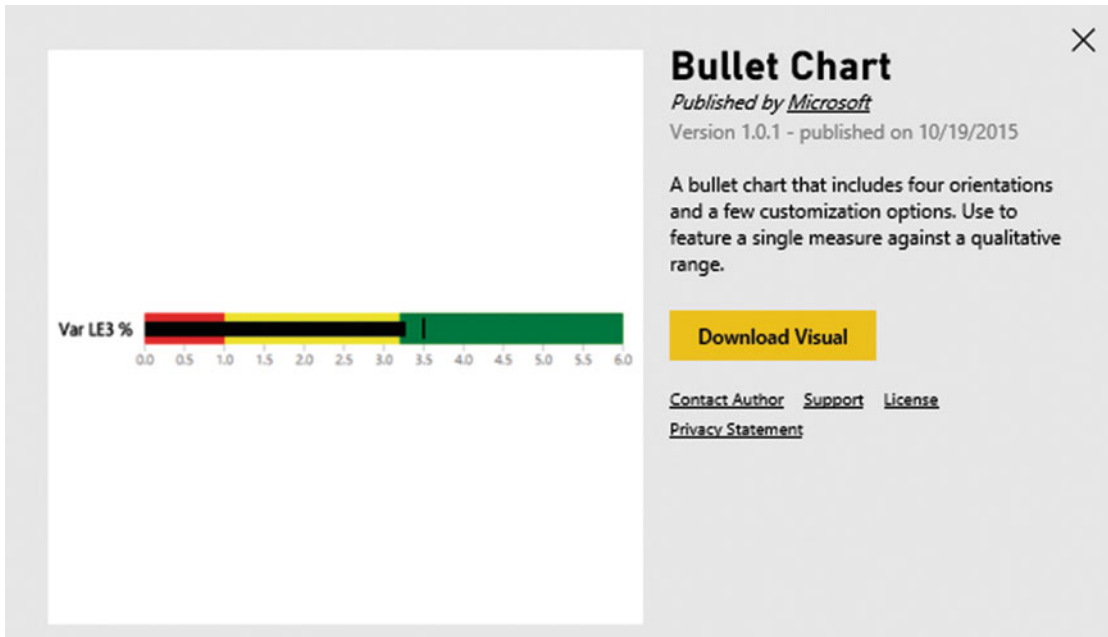 Bullet Chart
Published by Microsoft
Version 1.0.1 - published on 10/19/2015
A bullet chart that includes four orientations
and a few customization options. Use to
feature a single measure against a qualitative
range.
Download Visual
Contact Author Support License
Privacy Statement
Var LE3 %
0.0 0.5 1.0 1.5 2.0 2.5 3.0 3.5 4.0 4.5 5.0 5.5 6.0